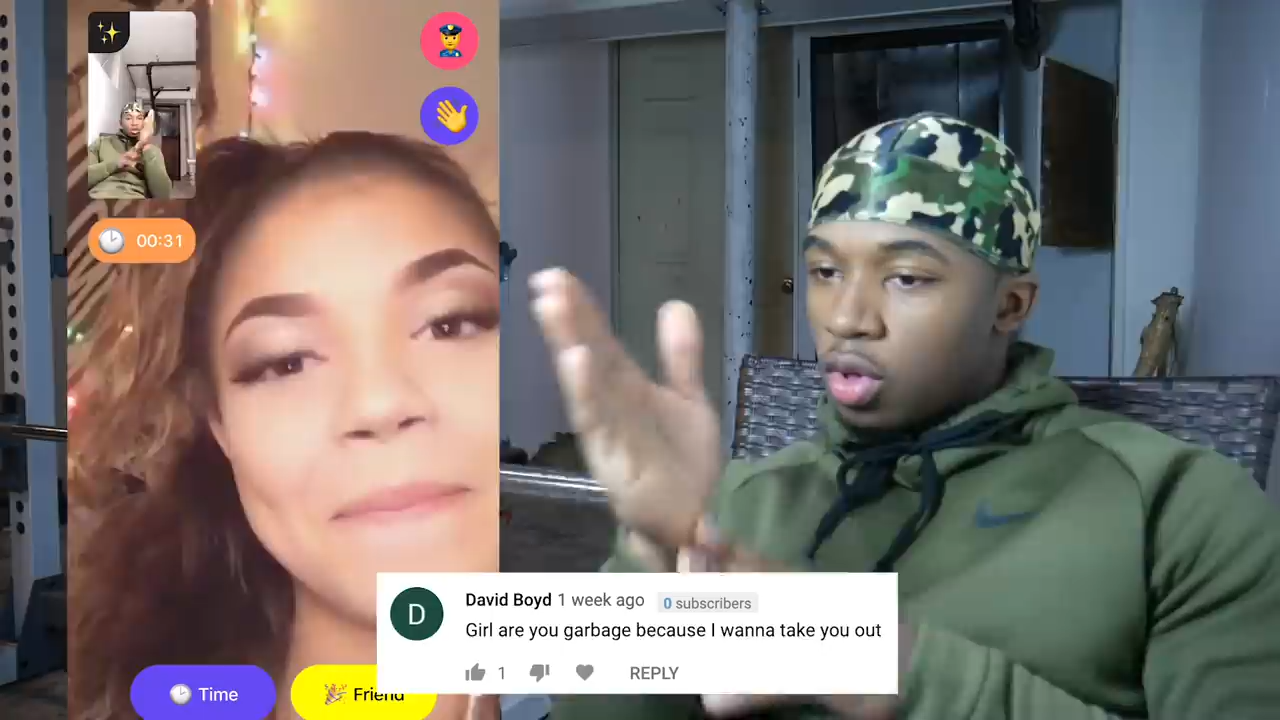 00:31
David Boyd 1 week ago 0 subscribers
Girl are you garbage because I wanna take you out
D
1 REPLY
Time Friend